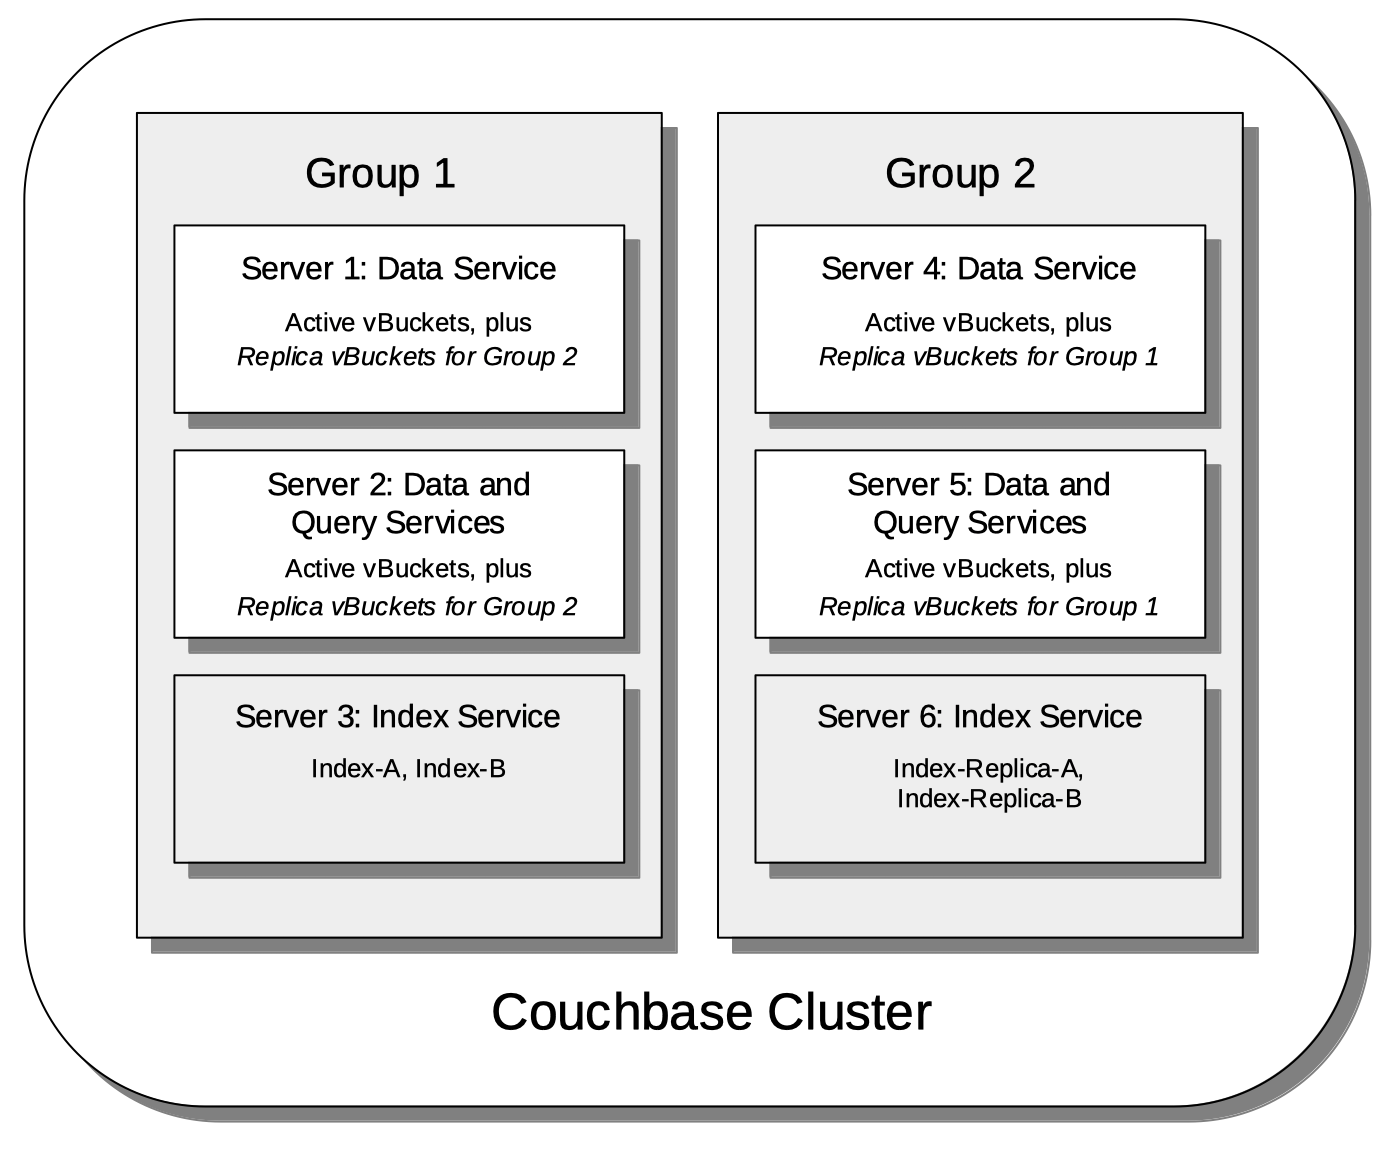 Group 1
Server 1: Data Service
Active vBuckets, plus
Replica vBuckets for Group 2
Server 2: Data and
Query Services
Active vBuckets, plus
Replica vBuckets for Group 2
Server 3: Index Service
Index-A, Index-B
Group 2
Server 4: Data Service
Active vBuckets, plus
Replica vBuckets for Group 1
Server 5: Data and
Query Services
Active vBuckets, plus
Replica vBuckets for Group 1
Server 6: Index Service
Index-Replica-A,
Index-Replica-B
Couchbase Cluster